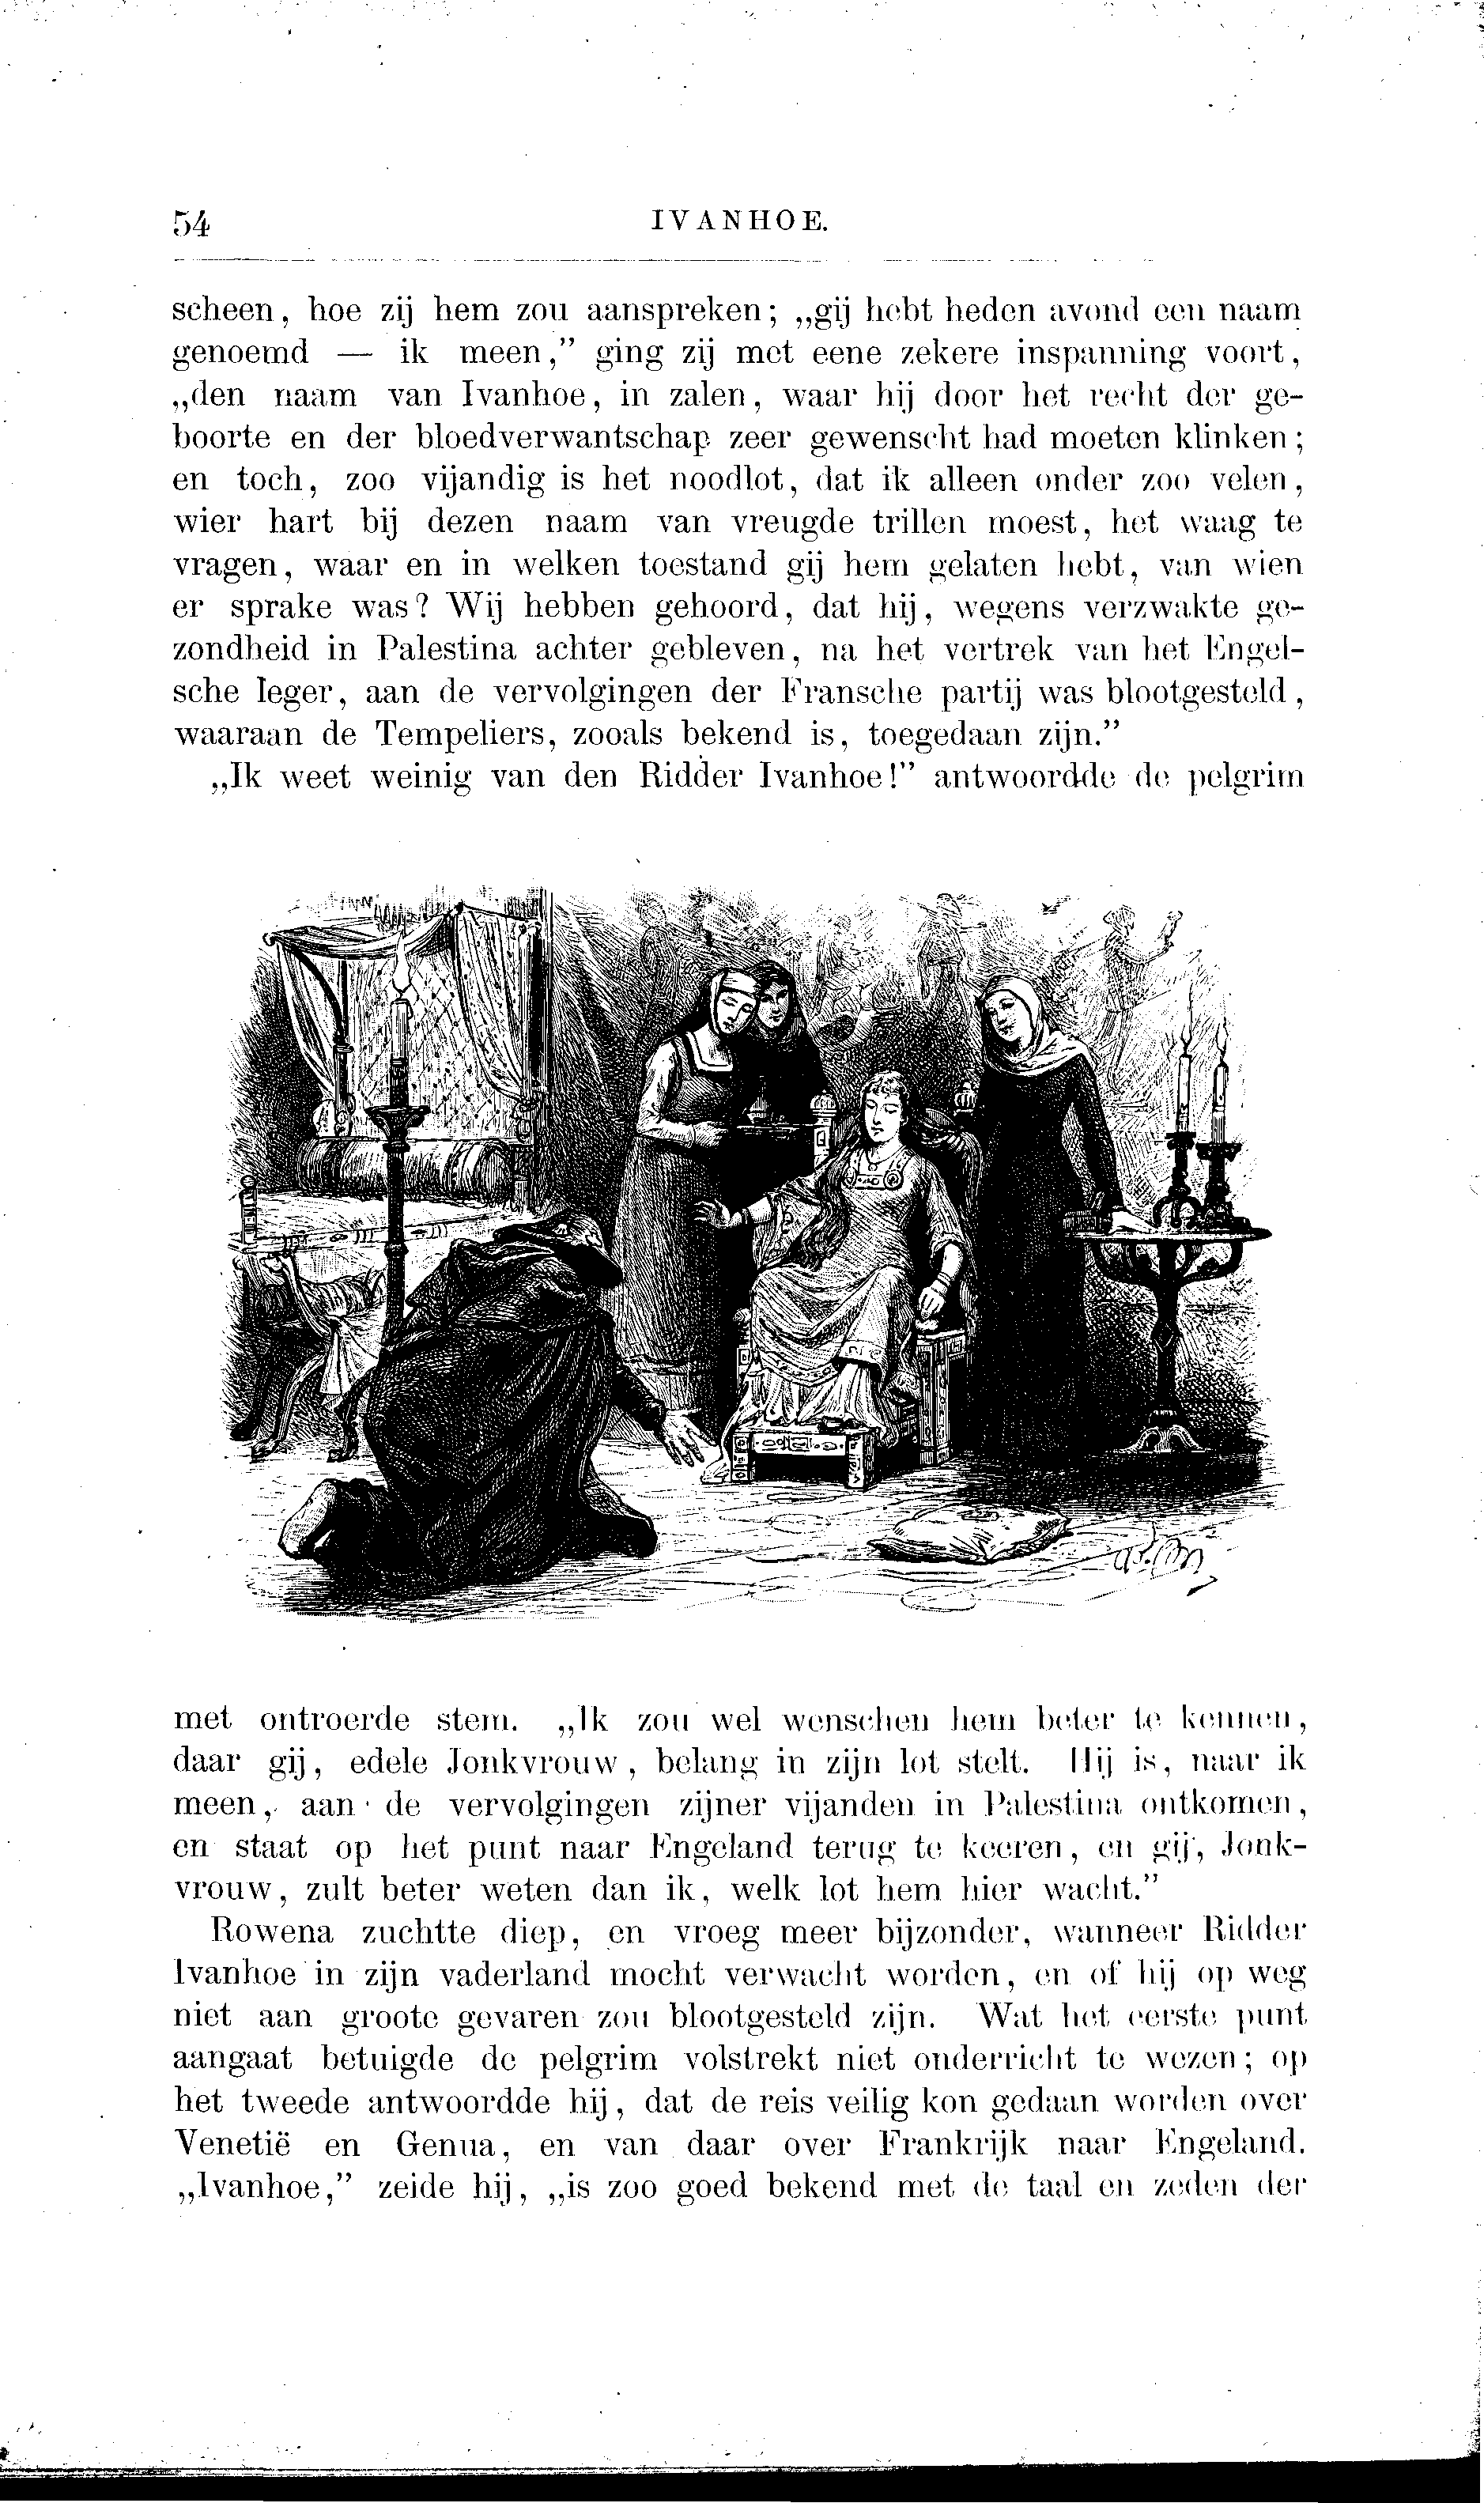 54
IVANHOE.
scheen, hoe zij hem zou aanspreken; „gij hebt heden avond een naam
genoemd — ik meen,” ging zij met eene zekere inspanning voort,
„den naam van Ivanhoe, in zalen, waar hij door het recht der ge-
boorte en der bloedverwantschap zeer gewenscht had moeten klinken;
en toch, zoo vijandig is het noodlot, dat ik alleen onder zoo velen,
wier hart bij dezen naam van vreugde trillen moest, het waag te
vragen, waar en in welken toestand gij hem gelaten hebt, van wien
er sprake was? Wij hebben gehoord, dat hij, wegens verzwakte ge-
zondheid in Palestina achter gebleven, na het vertrek van het Engel-
sche leger, aan de vervolgingen der Fransche partij was blootgesteld,
waaraan de Tempeliers, zooals bekend is, toegedaan zijn.”
„Ik weet weinig van den Ridder Ivanhoe!” antwoordde de pelgrim
met ontroerde stem. „Ik zou wel wenschen hem beter te kennen,
daar gij, edele Jonkvrouw, belang in zijn lot stelt. Hij is, naar ik
meen, aan de vervolgingen zijner vijanden in Palestina ontkomen,
en staat op het punt naar Engeland terug te keeren, en gij, Jonk-
vrouw, zult beter weten dan ik, welk lot hem hier wacht.”
Rowena zuchtte diep, en vroeg meer bijzonder, wanneer Ridder
Ivanhoe in zijn vaderland mocht verwacht worden, en of hij op weg
niet aan groote gevaren zou blootgesteld zijn. Wat het eerste punt
aangaat betuigde de pelgrim volstrekt niet onderricht te wezen; op
het tweede antwoordde hij, dat de reis veilig kon gedaan worden over
Venetië en Genua, en van daar over Frankrijk naar Engeland.
„Ivanhoe,” zeide hij, „is zoo goed bekend met de taal en zeden der